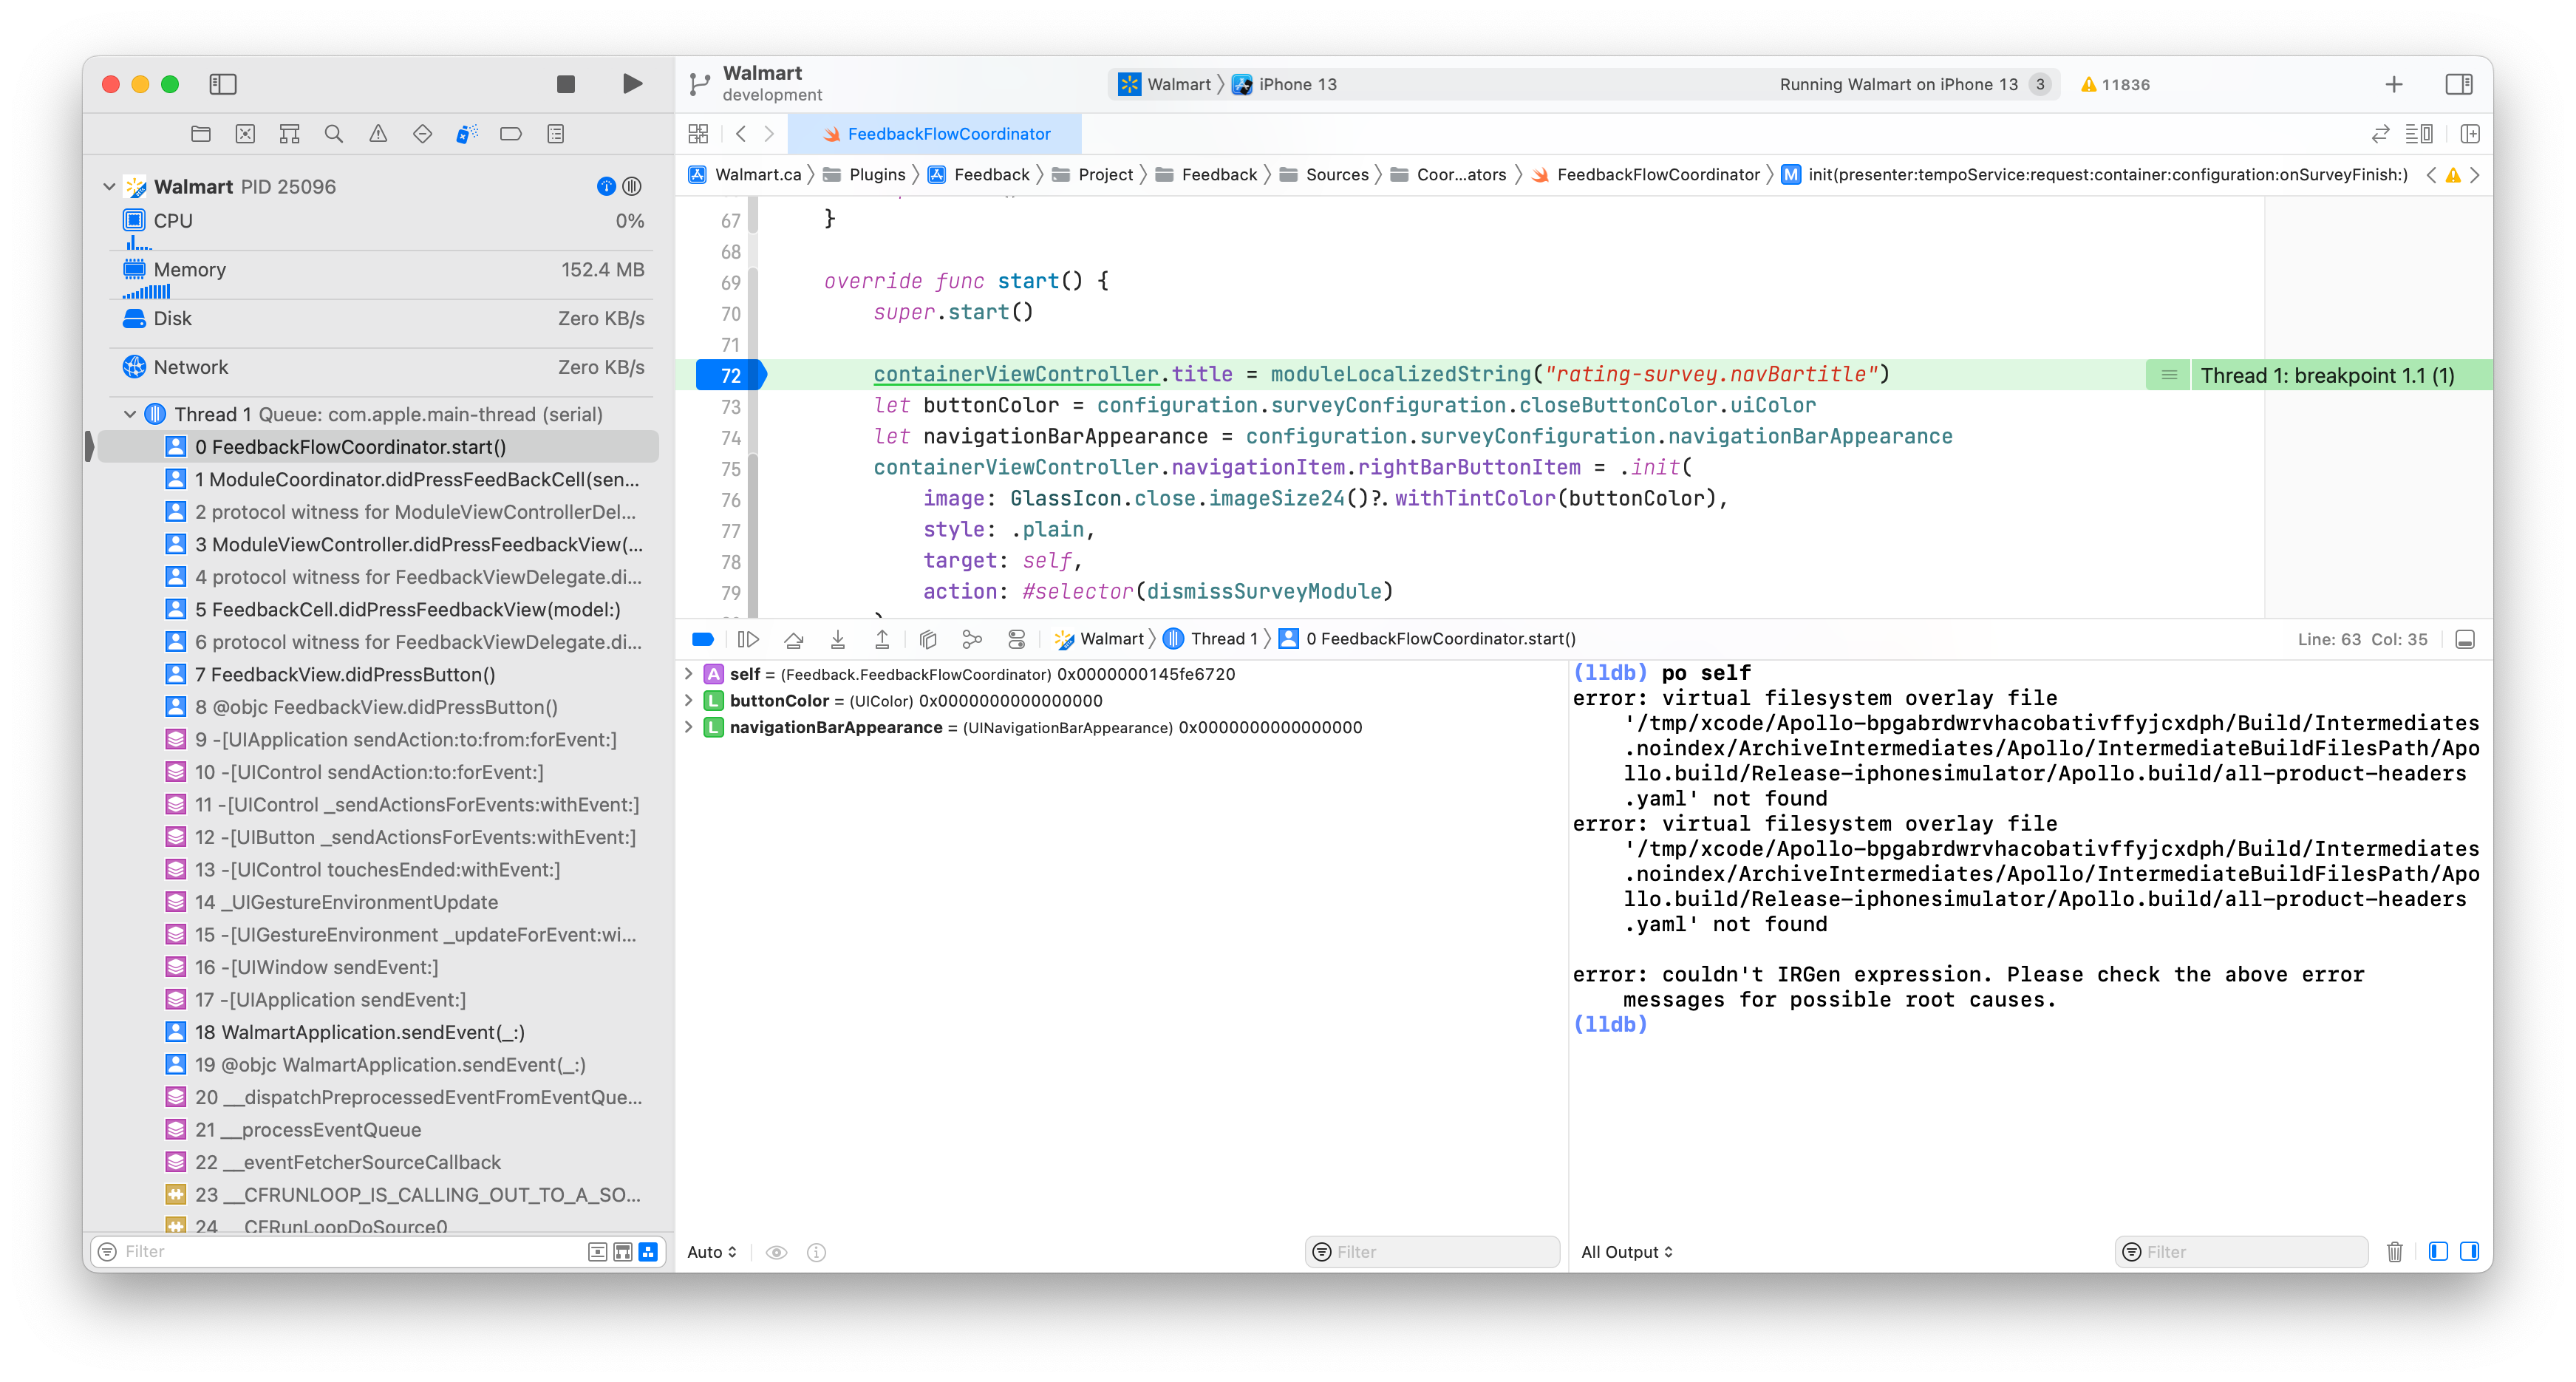 Walmart
development
Walmart
iPhone 13
Running Walmart on iPhone 13
3
11836
FeedbackFlowCoordinator
Walmart.ca
Plugins
Feedback
Project
Feedback
Sources
Coor...ators
FeedbackFlowCoordinator
M
init(presenter:tempoService:request:container:configuration:onSurveyFinish:)
Walmart PID 25096
CPU 0%
Memory 152.4 MB
Disk Zero KB/s
Network Zero KB/s
Thread 1 Queue: com.apple.main-thread (serial)
0 FeedbackFlowCoordinator.start()
1 ModuleCoordinator.didPressFeedBackCell(sen...
2 protocol witness for ModuleViewControllerDel...
3 ModuleViewController.didPressFeedbackView(...
4 protocol witness for FeedbackViewDelegate.di...
5 FeedbackCell.didPressFeedbackView(model:)
6 protocol witness for FeedbackViewDelegate.di...
7 FeedbackView.didPressButton()
8 @objc FeedbackView.didPressButton()
9 -[UIApplication sendAction:to:from:forEvent:]
10 -[UIControl sendAction:to:forEvent:]
11 -[UIControl _sendActionsForEvents:withEvent:]
12 -[UIButton _sendActionsForEvents:withEvent:]
13 -[UIControl touchesEnded:withEvent:]
14 _UIGestureEnvironmentUpdate
15 -[UIGestureEnvironment _updateForEvent:wi...
16 -[UIWindow sendEvent:]
17 -[UIApplication sendEvent:]
18 WalmartApplication.sendEvent(_:)
19 @objc WalmartApplication.sendEvent(_:)
20 __dispatchPreprocessedEventFromEventQue...
21 __processEventQueue
22 __eventFetcherSourceCallback
23 __CFRUNLOOP_IS_CALLING_OUT_TO_A_SO...
24 __CFRunLoopDoSource0
Filter
67 }
68
69 override func start() {
70 super.start()
71
72 containerViewController.title = moduleLocalizedString("rating-survey.navBartitle")
Thread 1: breakpoint 1.1 (1)
73 let buttonColor = configuration.surveyConfiguration.closeButtonColor.uiColor
74 let navigationBarAppearance = configuration.surveyConfiguration.navigationBarAppearance
75 containerViewController.navigationItem.rightBarButtonItem = .init(
76 image: GlassIcon.close.imageSize24()?.withTintColor(buttonColor),
77 style: .plain,
78 target: self,
79 action: #selector(dismissSurveyModule)
Walmart
Thread 1
0 FeedbackFlowCoordinator.start()
Line: 63 Col: 35
A self = (Feedback.FeedbackFlowCoordinator) 0x0000000145fe6720
L buttonColor = (UIColor) 0x0000000000000000
L navigationBarAppearance = (UINavigationBarAppearance) 0x0000000000000000
Auto
Filter
(lldb) po self
error: virtual filesystem overlay file
'/tmp/xcode/Apollo-bpgabrdwrvhacobativffyjcxdph/Build/Intermediates
.noindex/ArchiveIntermediates/Apollo/IntermediateBuildFilesPath/Apo
llo.build/Release-iphonesimulator/Apollo.build/all-product-headers
.yaml' not found
error: virtual filesystem overlay file
'/tmp/xcode/Apollo-bpgabrdwrvhacobativffyjcxdph/Build/Intermediates
.noindex/ArchiveIntermediates/Apollo/IntermediateBuildFilesPath/Apo
llo.build/Release-iphonesimulator/Apollo.build/all-product-headers
.yaml' not found
error: couldn't IRGen expression. Please check the above error
messages for possible root causes.
(lldb)
All Output
Filter